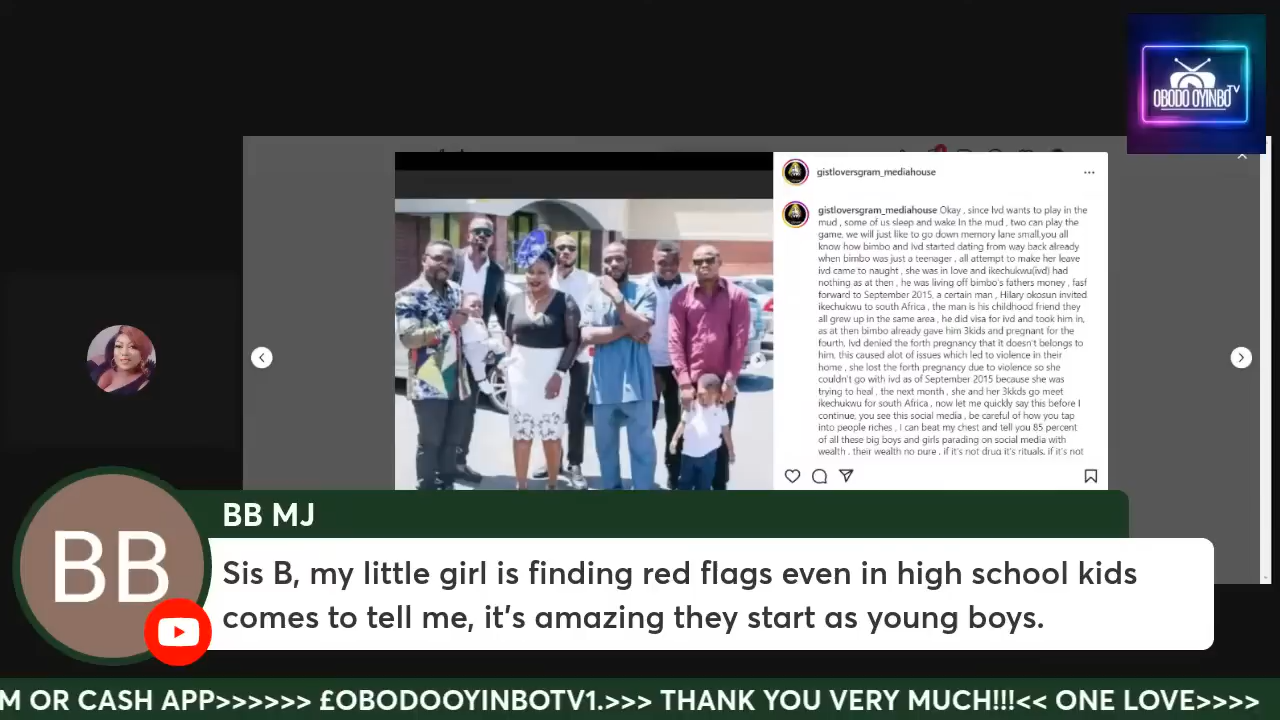 OBODO OYINBO TV
gistloversgram_mediahouse
gistloversgram_mediahouse Okay , since lvd wants to play in the
mud , some of us sleep and wake In the mud , two can play the
game, we will just like to go down memory lane small,you all
know how bimbo and lvd started dating from way back already
when bimbo was just a teenager , all attempt to make her leave
ivd came to naught , she was in love and ikechukwu(ivd) had
nothing as at then , he was living off bimbo's fathers money , fasf
forward to September 2015, a certain man , Hilary okosun invited
ikechukwu to south Africa , the man is his childhood friend they
all grew up in the same area , he did visa for ivd and took him in,
as at then bimbo already gave him 3kids and pregnant for the
fourth, lvd denied the forth pregnancy that it doesn't belongs to
him, this caused alot of issues which led to violence in their
home , she lost the forth pregnancy due to violence so she
couldn't go with ivd as of September 2015 because she was
trying to heal , the next month , she and her 3kkds go meet
ikechukwu for south Africa , now let me quickly say this before I
continue, you see this social media , be careful of how you tap
into people riches , I can beat my chest and tell you 85 percent
of all these big boys and girls parading on social media with
wealth , their wealth no pure , if it's not drug it's rituals, if it's not
BB MJ
BB
Sis B, my little girl is finding red flags even in high school kids
comes to tell me, it's amazing they start as young boys.
M OR CASH APP>>>>>> £OBODOOYINBOTV1.>>> THANK YOU VERY MUCH!!!<< ONE LOVE>>>>